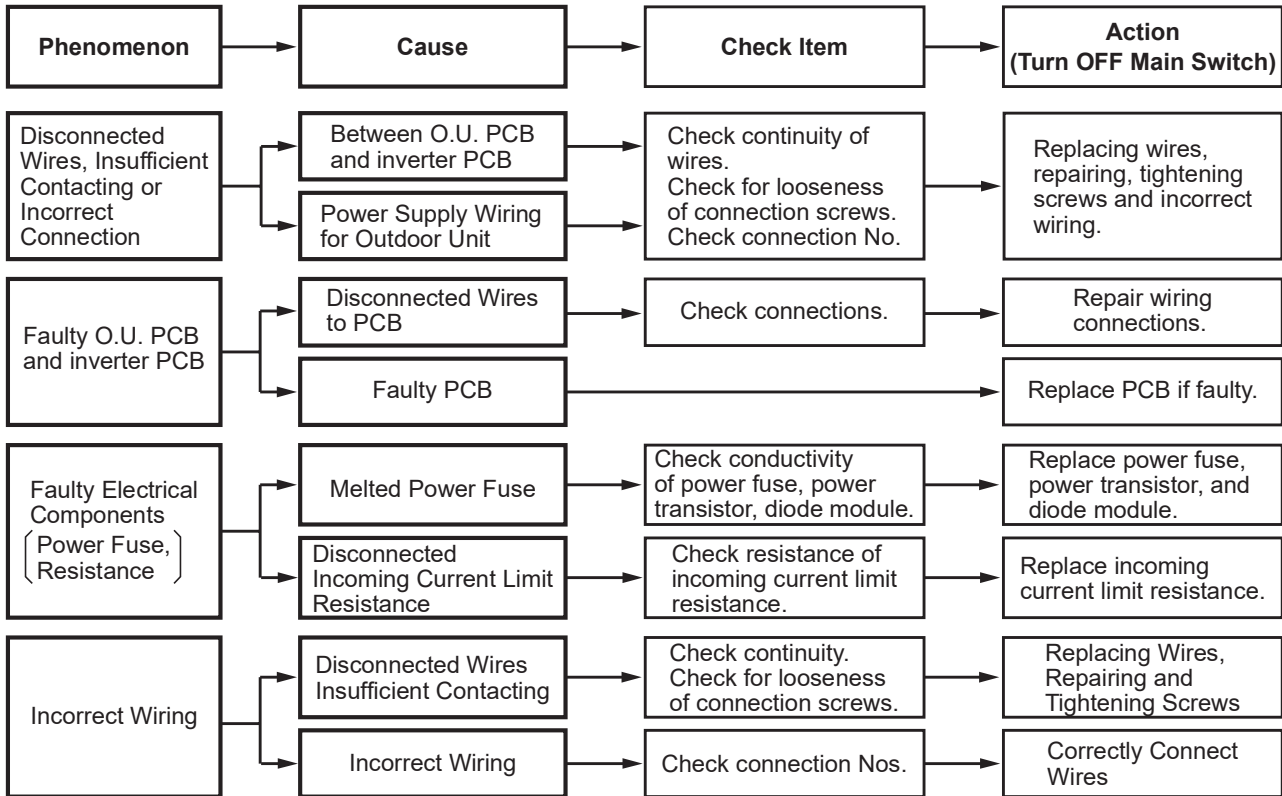 Phenomenon
Cause
Check Item
Action
(Turn OFF Main Switch)
Disconnected
Wires, Insufficient
Contacting or
Incorrect
Connection
Between O.U. PCB
and inverter PCB
Power Supply Wiring
for Outdoor Unit
Check continuity of
wires.
Check for looseness
of connection screws.
Check connection No.
Replacing wires,
repairing, tightening
screws and incorrect
wiring.
Faulty O.U. PCB
and inverter PCB
Disconnected Wires
to PCB
Check connections.
Repair wiring
connections.
Faulty PCB
Replace PCB if faulty.
Faulty Electrical
Components
(Power Fuse,
Resistance)
Melted Power Fuse
Check conductivity
of power fuse, power
transistor, diode module.
Replace power fuse,
power transistor, and
diode module.
Disconnected
Incoming Current Limit
Resistance
Check resistance of
incoming current limit
resistance.
Replace incoming
current limit resistance.
Incorrect Wiring
Disconnected Wires
Insufficient Contacting
Check continuity.
Check for looseness
of connection screws.
Replacing Wires,
Repairing and
Tightening Screws
Incorrect Wiring
Check connection Nos.
Correctly Connect
Wires